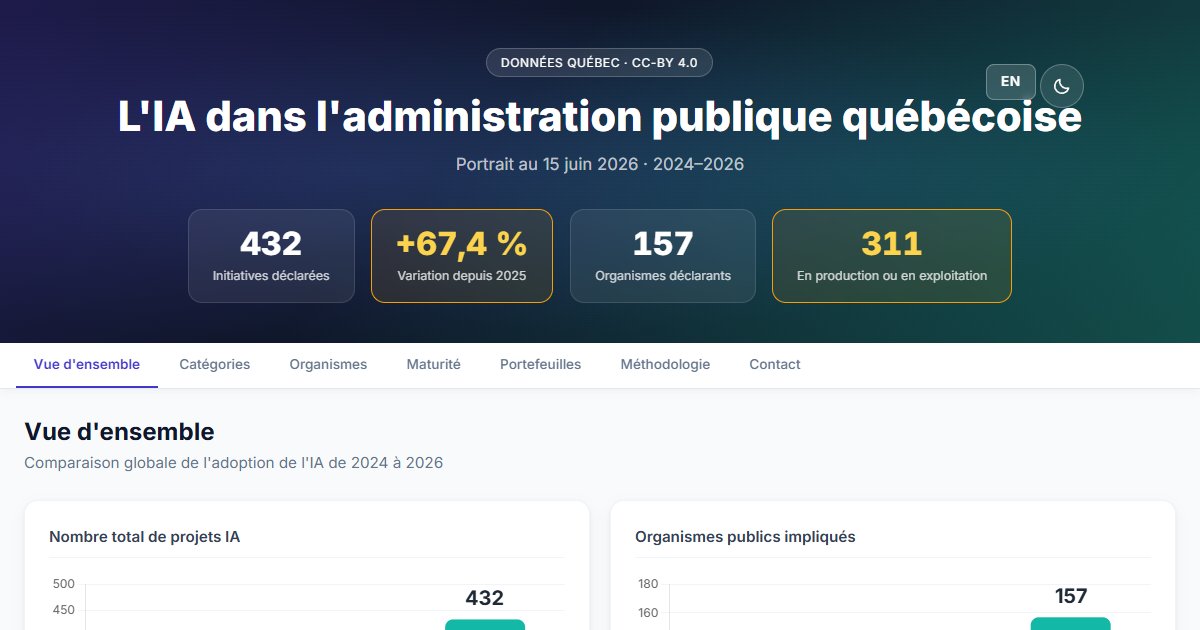 DONNÉES QUÉBEC · CC-BY 4.0
EN
L'IA dans l'administration publique québécoise
Portrait au 15 juin 2026 · 2024–2026
432
Initiatives déclarées
+67,4 %
Variation depuis 2025
157
Organismes déclarants
311
En production ou en exploitation
Vue d'ensemble Catégories Organismes Maturité Portefeuilles Méthodologie Contact
Vue d'ensemble
Comparaison globale de l'adoption de l'IA de 2024 à 2026
Nombre total de projets IA
500
450
432
Organismes publics impliqués
180
160
157